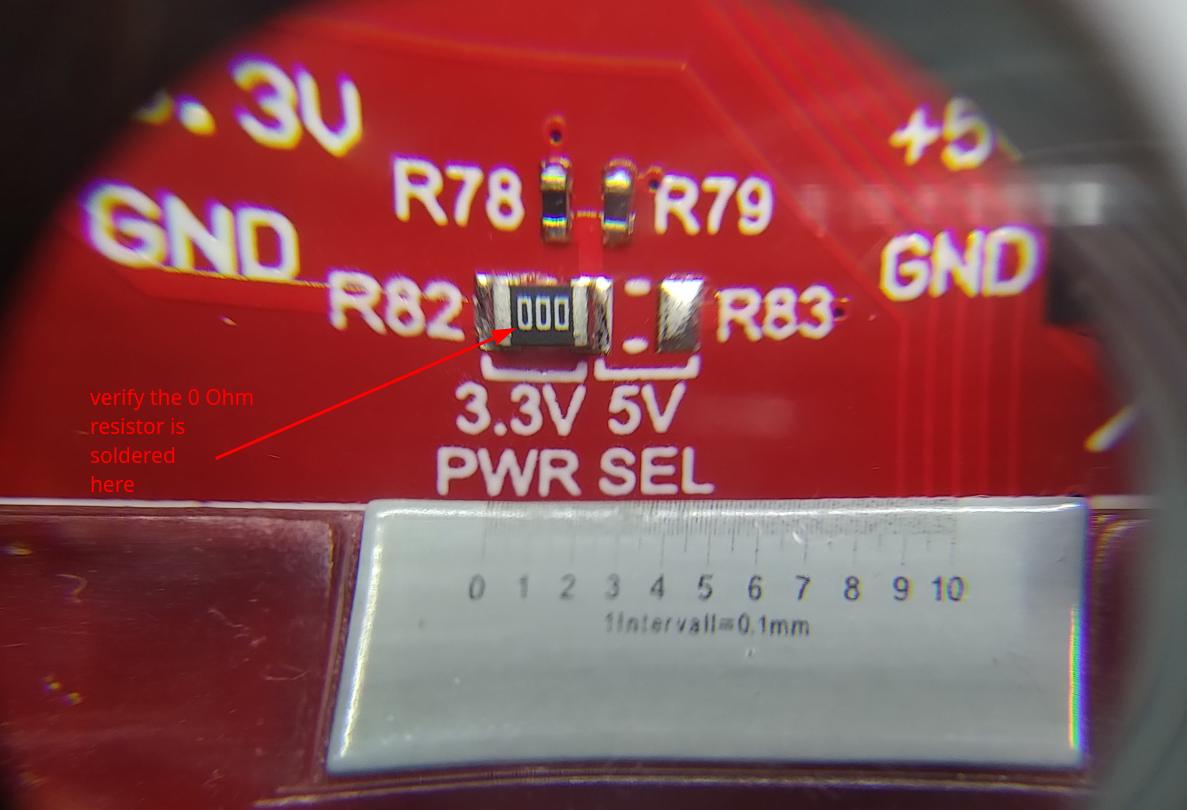 .3V
+5
R78
R79
GND
GND
R82
000
R83
verify the 0 Ohm
resistor is
soldered
here
3.3V 5V
PWR SEL
0 1 2 3 4 5 6 7 8 9 10
1Intervall=0.1mm